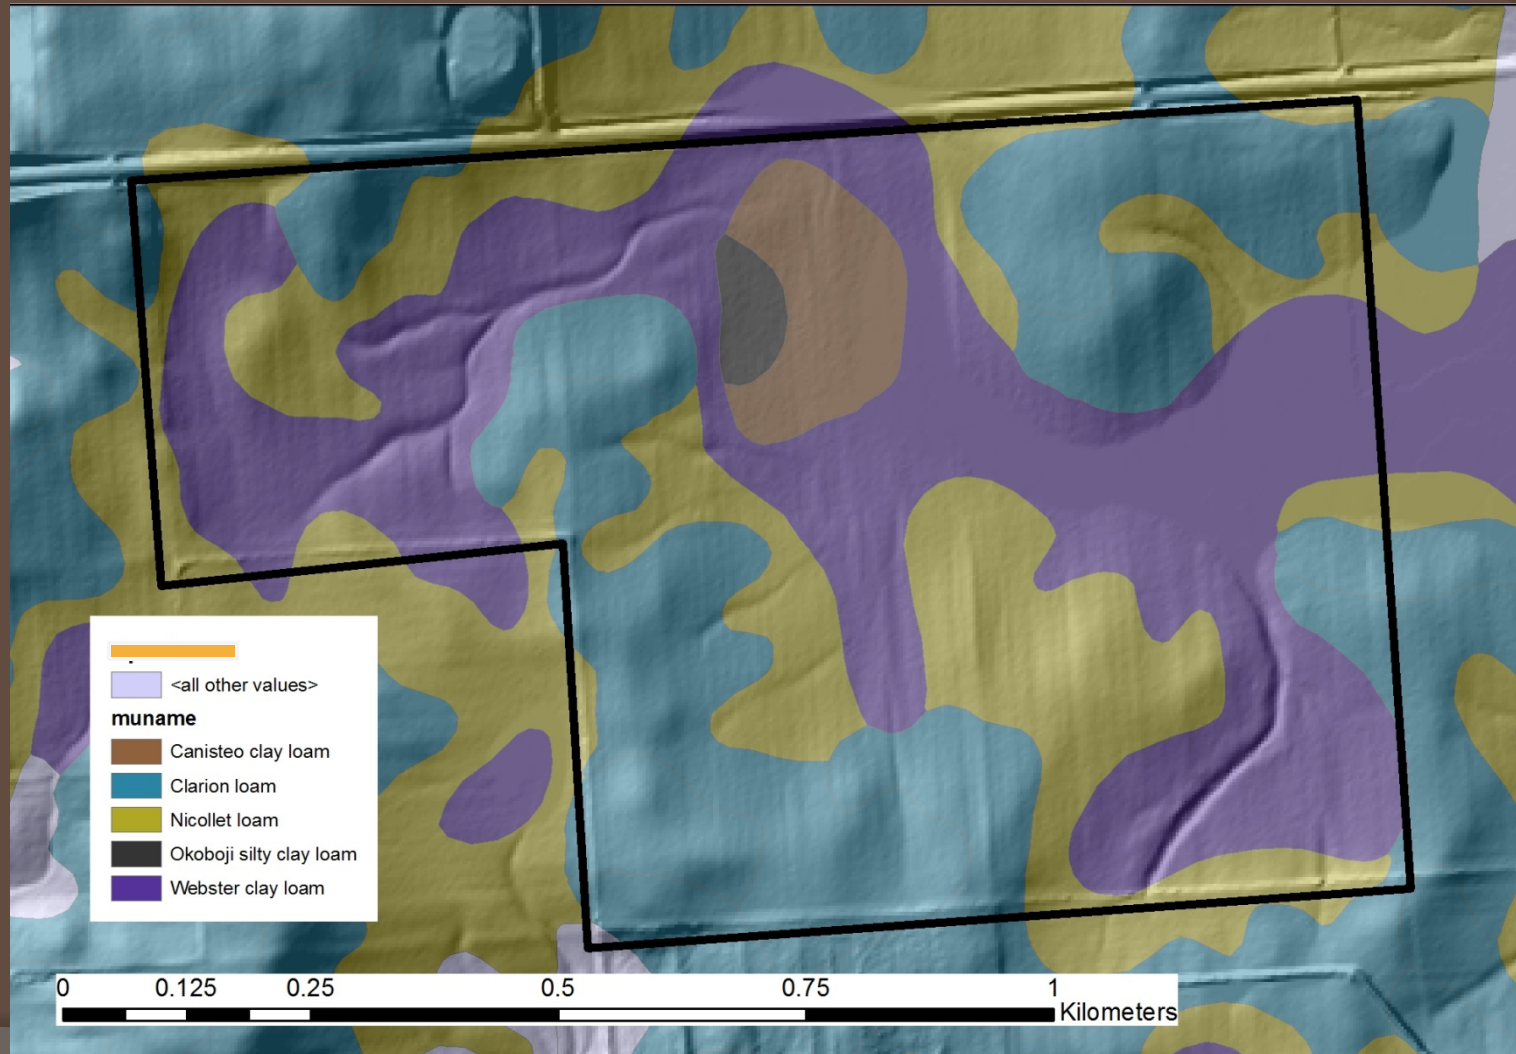 <all other values>
muname
Canisteo clay loam
Clarion loam
Nicollet loam
Okoboji silty clay loam
Webster clay loam
0 0.125 0.25 0.5 0.75 1
Kilometers